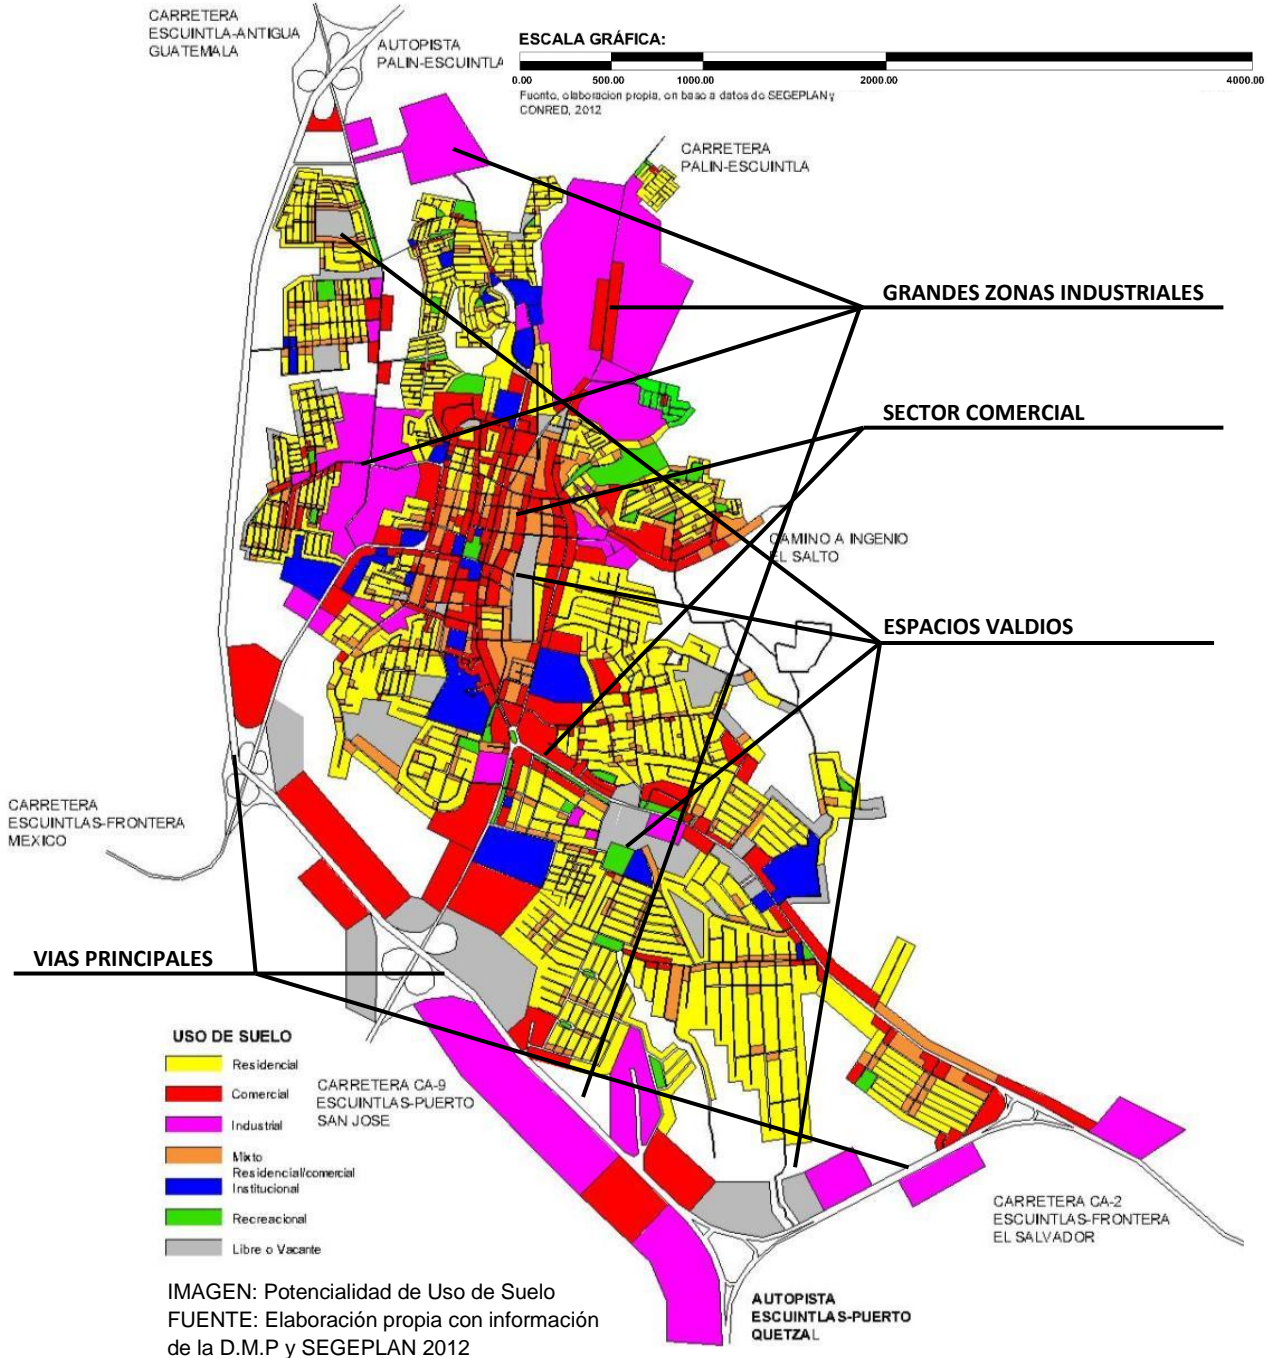 CARRETERA
ESCUINTLA-ANTIGUA
GUATEMALA
AUTOPISTA
PALIN-ESCUINTLA
ESCALA GRÁFICA:
0.00 500.00 1000.00 2000.00 4000.00
Fuente, elaboracion propia, en base a datos de SEGEPLAN y
CONRED, 2012
CARRETERA
PALIN-ESCUINTLA
GRANDES ZONAS INDUSTRIALES
SECTOR COMERCIAL
CAMINO A INGENIO
EL SALTO
ESPACIOS VALDIOS
CARRETERA
ESCUINTLAS-FRONTERA
MEXICO
VIAS PRINCIPALES
USO DE SUELO
Residencial
Comercial
Industrial
Mixto
Residencial/comercial
Institucional
Recreacional
Libre o Vacante
CARRETERA CA-9
ESCUINTLAS-PUERTO
SAN JOSE
CARRETERA CA-2
ESCUINTLAS-FRONTERA
EL SALVADOR
AUTOPISTA
ESCUINTLAS-PUERTO
QUETZAL
IMAGEN: Potencialidad de Uso de Suelo
FUENTE: Elaboración propia con información
de la D.M.P y SEGEPLAN 2012